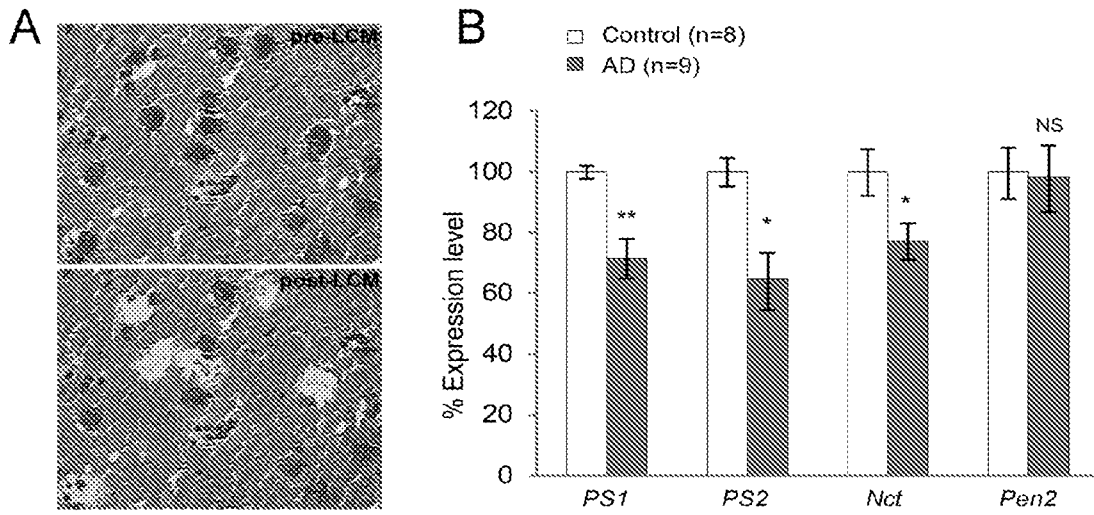 A
pre-LCM
post-LCM
B
Control (n=8)
AD (n=9)
% Expression level
120
100
80
60
40
20
0
**
*
*
NS
PS1
PS2
Nct
Pen2